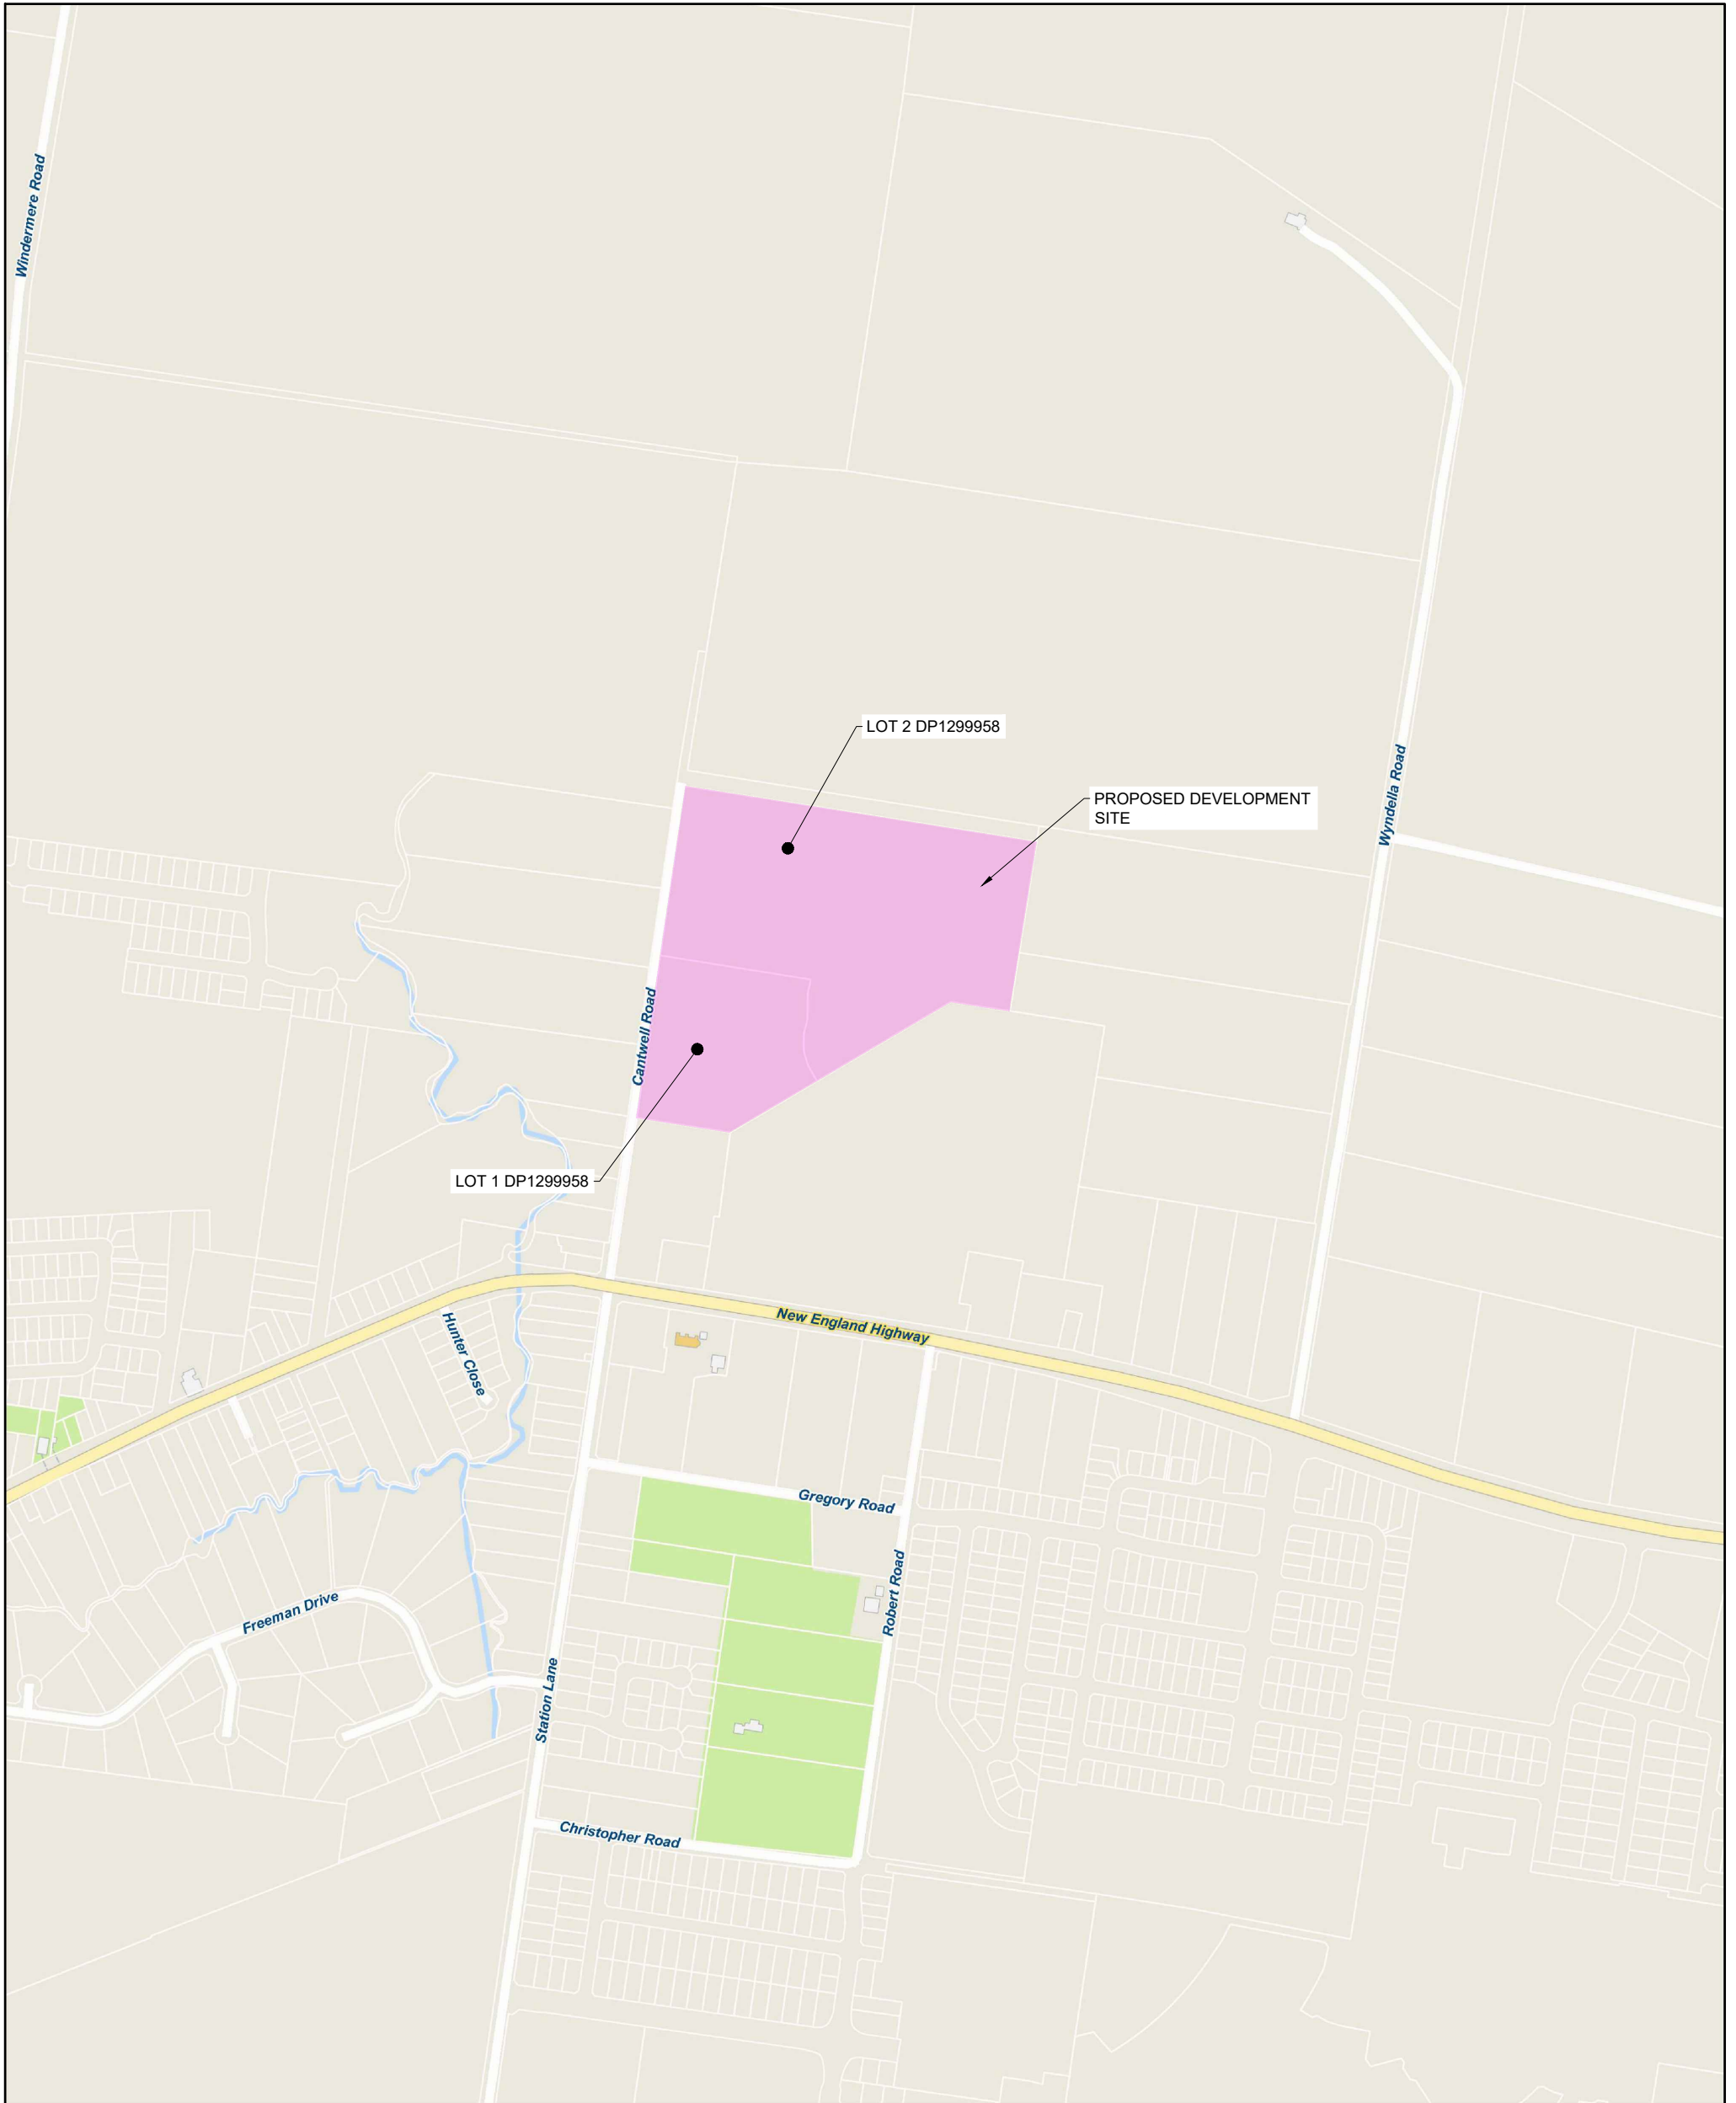 Windermere Road
LOT 2 DP1299958
PROPOSED DEVELOPMENT
SITE
Wyndella Road
Cantwell Road
LOT 1 DP1299958
New England Highway
Hunter Close
Gregory Road
Robert Road
Freeman Drive
Station Lane
Christopher Road